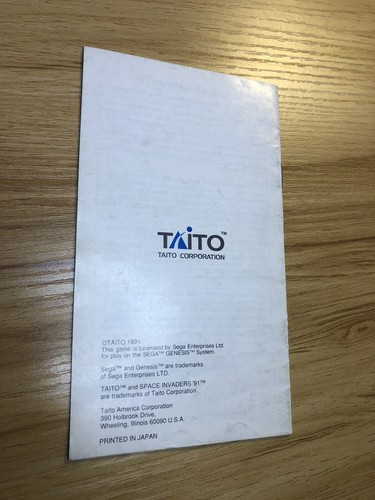 TAITO™
TAITO CORPORATION
©TAITO 1991
This game is Licensed by Sega Enterprises Ltd.
for play on the SEGA™ GENESIS™ System.
Sega™ and Genesis™ are trademarks
of Sega Enterprises LTD.
TAITO™ and SPACE INVADERS '91™
are trademarks of Taito Corporation.
Taito America Corporation
390 Holbrook Drive,
Wheeling, Illinois 60090 U.S.A.
PRINTED IN JAPAN